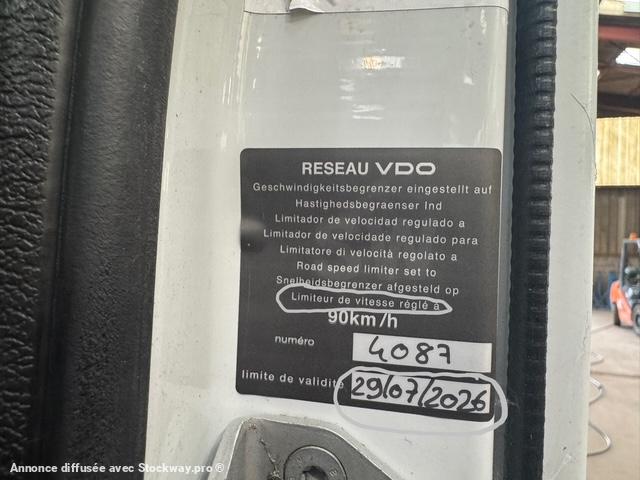 RESEAU VDO
Geschwindigkeitsbegrenzer eingestellt auf
Hastighedsbegraenser Ind
Limitador de velocidad regulado a
Limitador de velocidade regulado para
Limitatore di velocità regolato a
Road speed limiter set to
Snelheidsbegrenzer afgesteld op
Limiteur de vitesse réglé à
90km/h
numéro 4087
limite de validité 29/07/2026
Annonce diffusée avec Stockway.pro ®